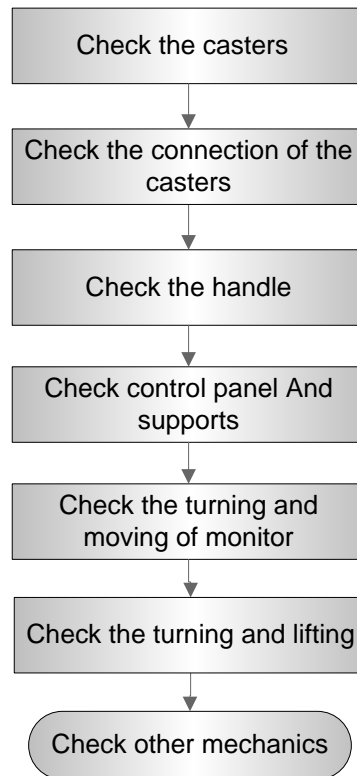 Check the casters
Check the connection of the
casters
Check the handle
Check control panel And
supports
Check the turning and
moving of monitor
Check the turning and lifting
Check other mechanics